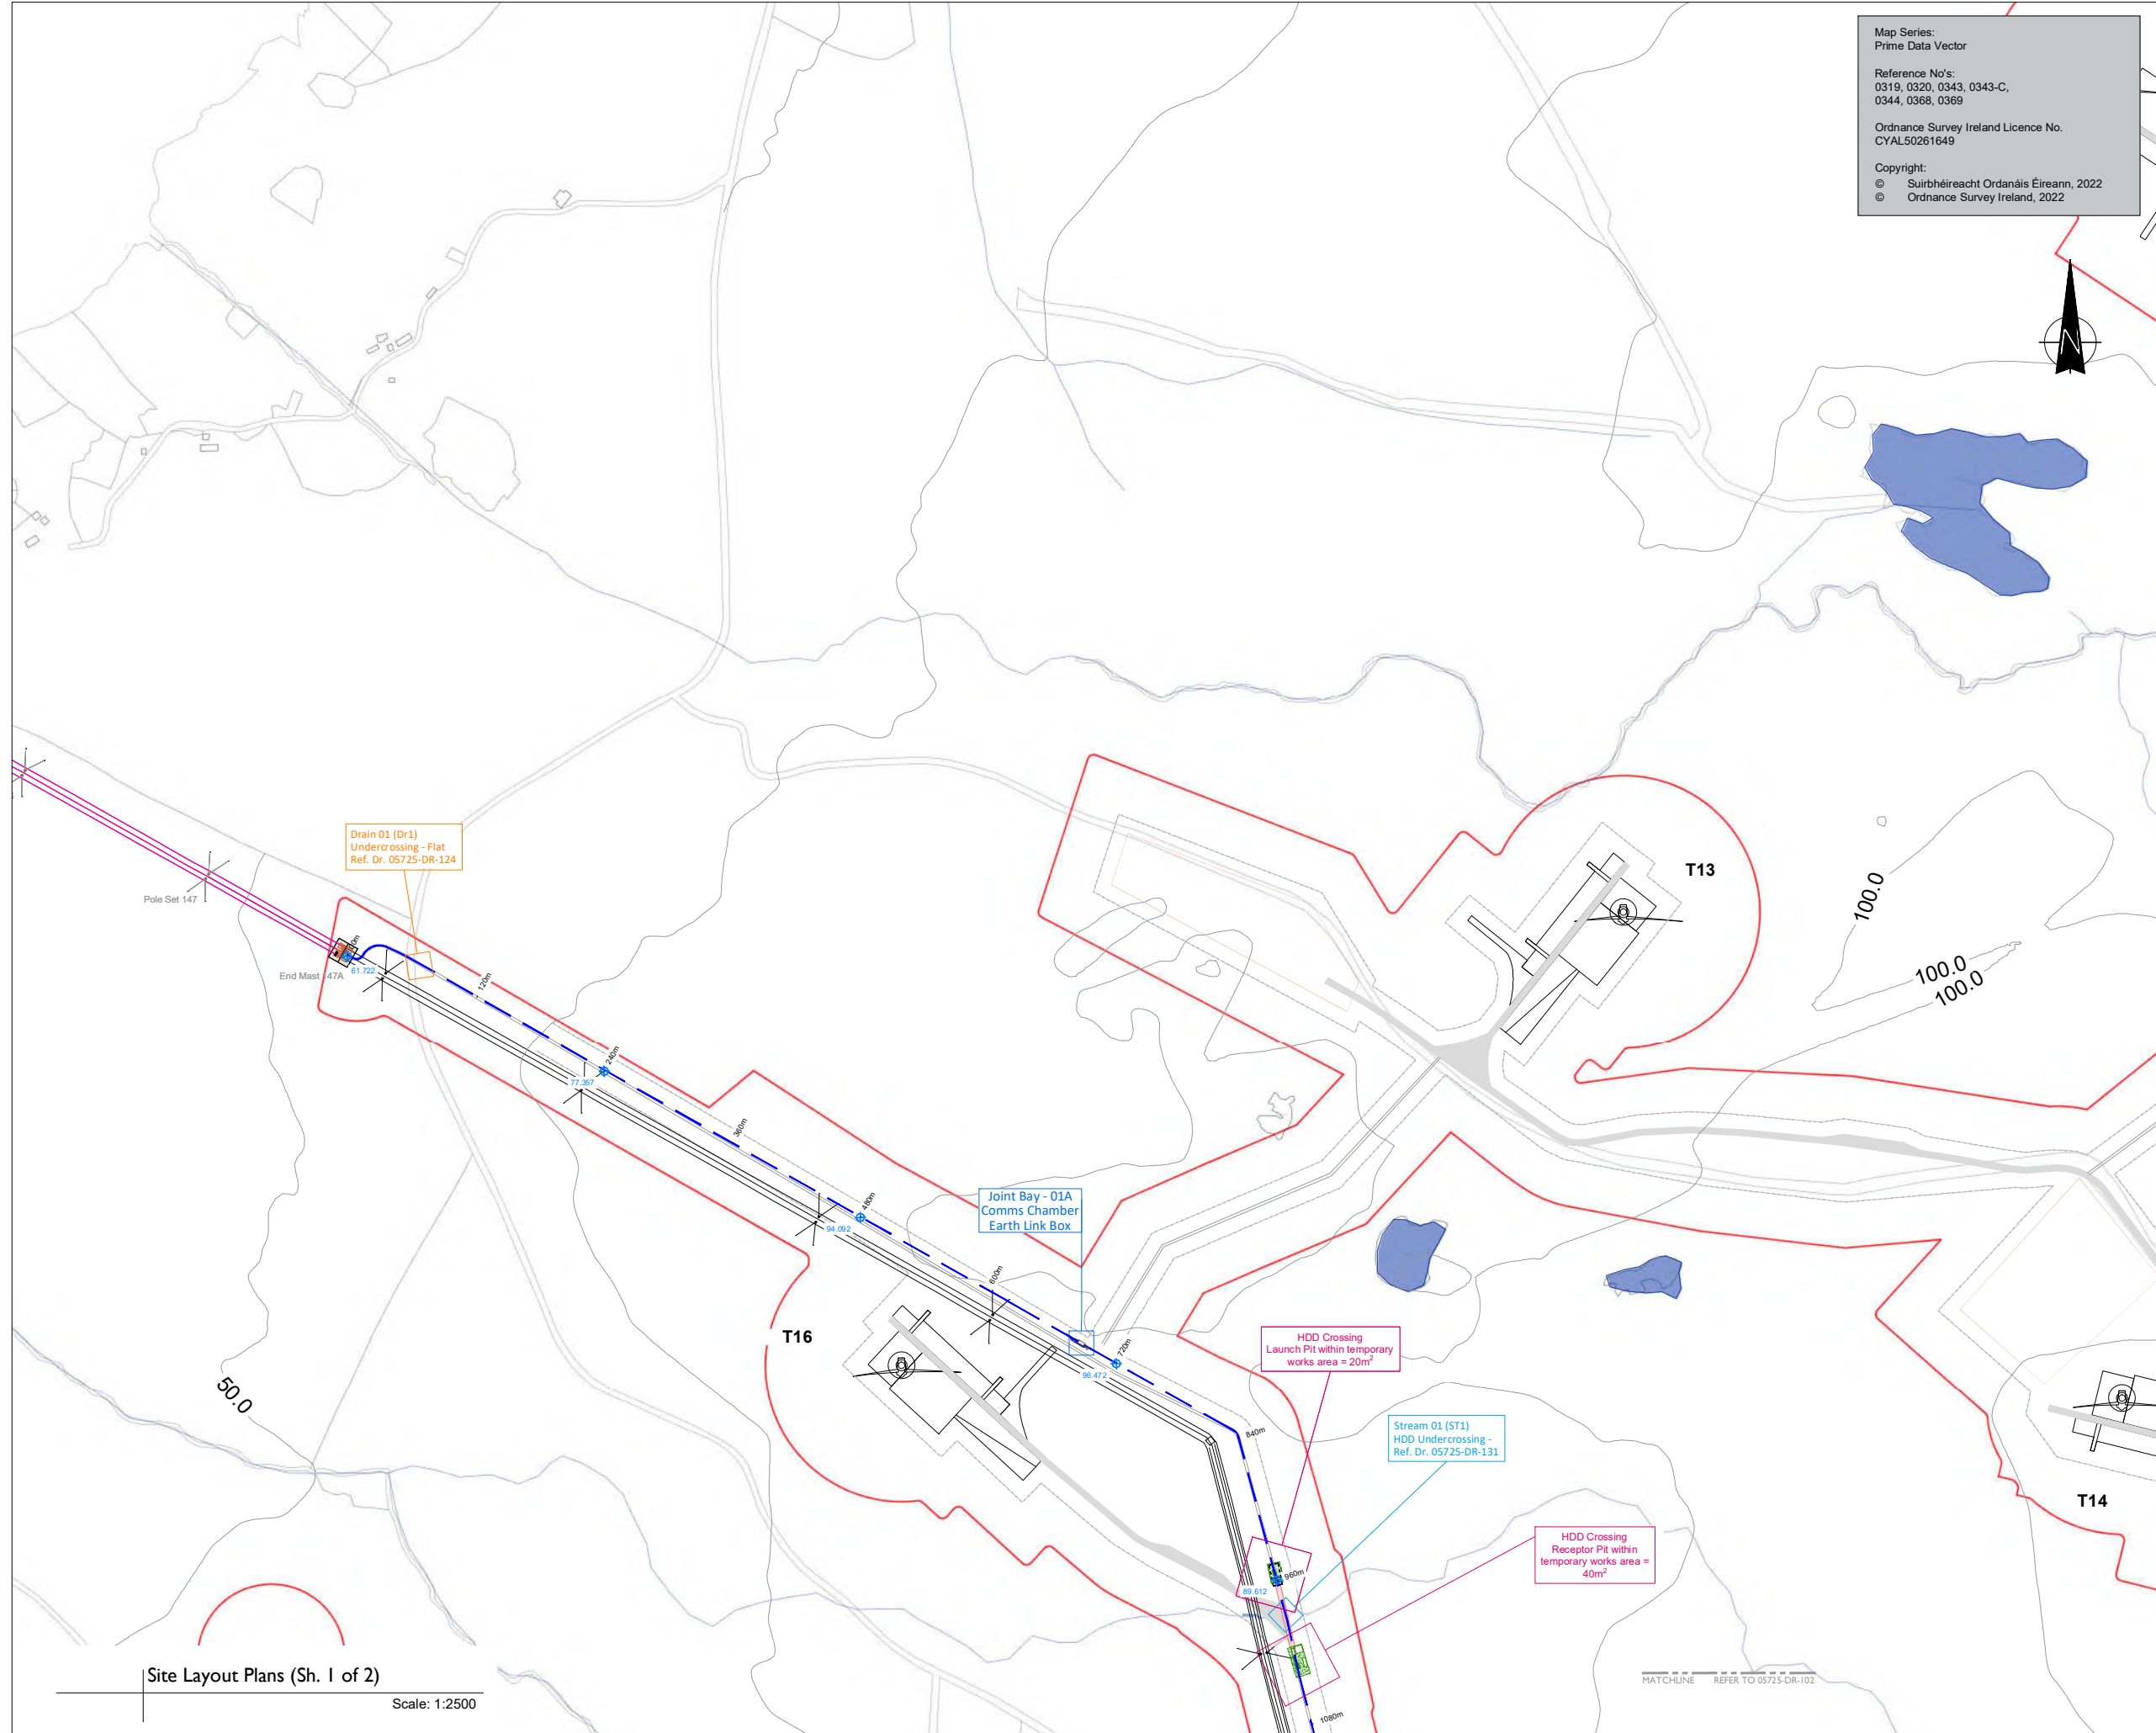 Map Series:
Prime Data Vector
Reference No's:
0319, 0320, 0343, 0343-C,
0344, 0368, 0369
Ordnance Survey Ireland Licence No.
CYAL50261649
Copyright:
© Suirbhéireacht Ordanáis Éireann, 2022
© Ordnance Survey Ireland, 2022
N
Drain 01 (Dr1)
Undercrossing - Flat
Ref. Dr. 05725-DR-124
T13
100.0
100.0
100.0
Pole Set 147
End Mast 147A
61.722
120m
240m
77.357
360m
480m
94.092
Joint Bay - 01A
Comms Chamber
Earth Link Box
600m
720m
96.472
T16
HDD Crossing
Launch Pit within temporary
works area = 20m²
50.0
840m
Stream 01 (ST1)
HDD Undercrossing -
Ref. Dr. 05725-DR-131
T14
HDD Crossing
Receptor Pit within
temporary works area =
40m²
960m
89.612
1080m
MATCHLINE REFER TO 05725-DR-102
Site Layout Plans (Sh. 1 of 2)
Scale: 1:2500